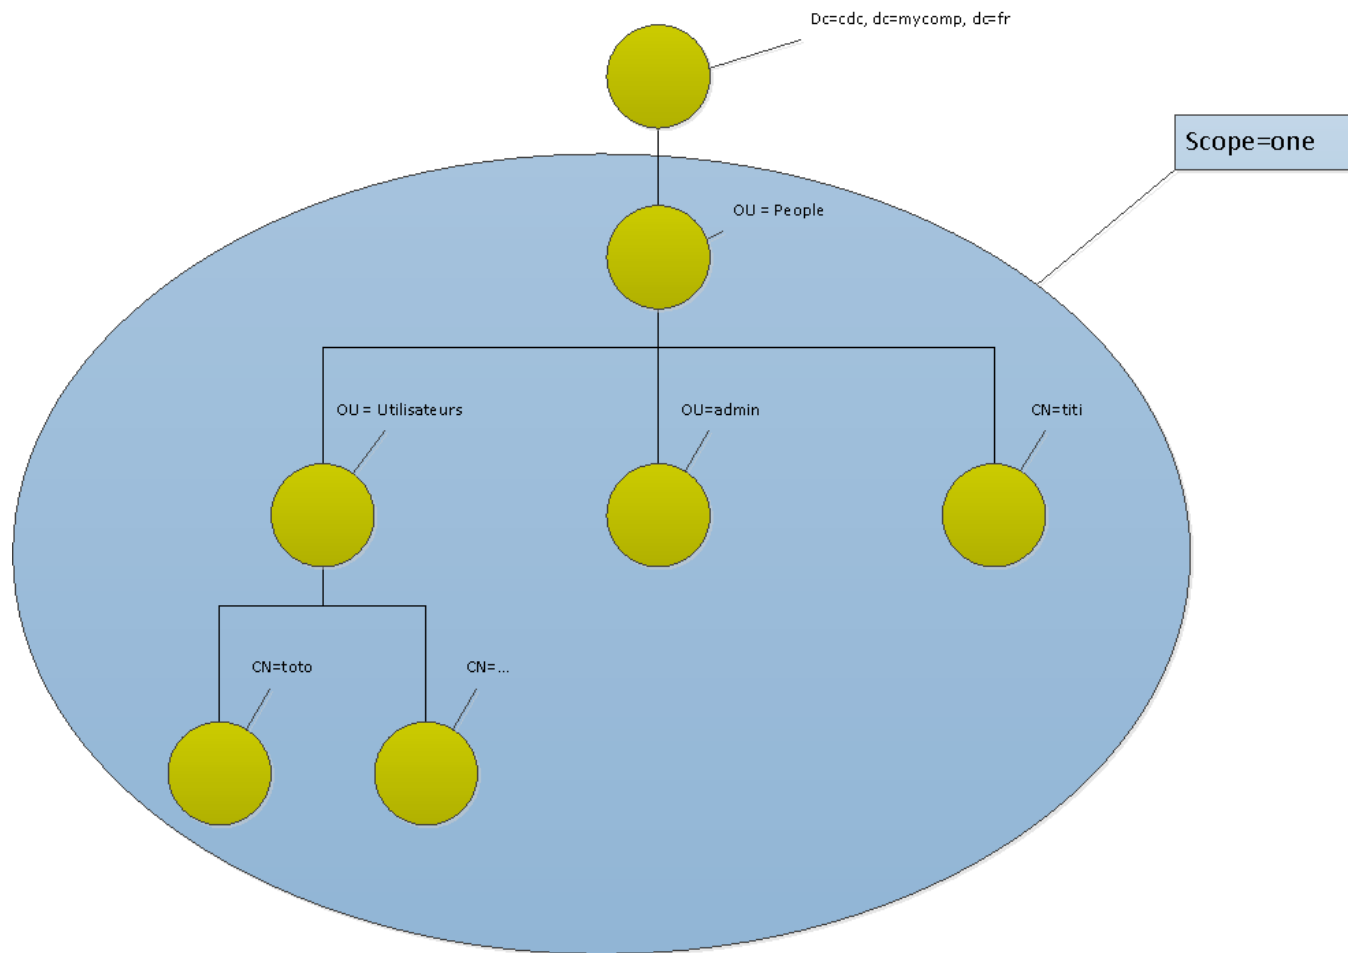 Dc=cdc, dc=mycomp, dc=fr
Scope=one
OU = People
OU = Utilisateurs
OU=admin
CN=titi
CN=toto
CN=...